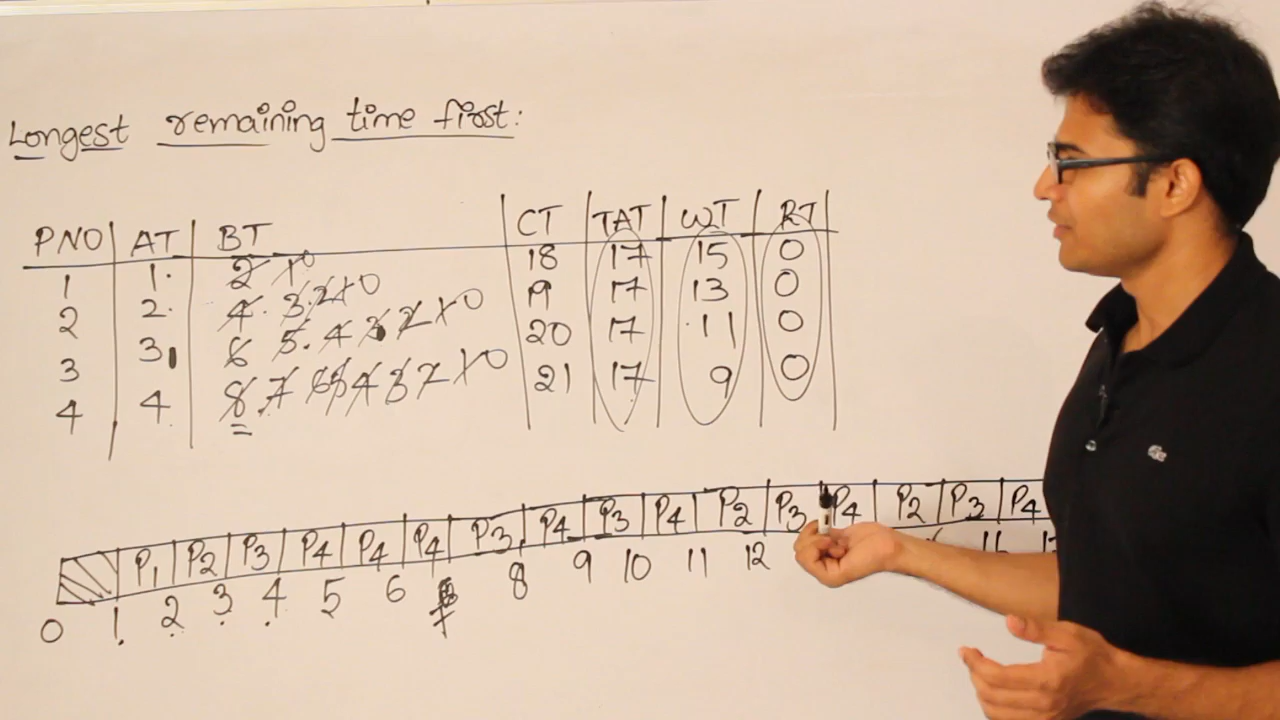 Longest remaining time first:
PNO AT BT CT TAT WT RT
1 1 2 1 0 18 17 15 0
2 2 4 3 2 1 0 19 17 13 0
3 3 6 5 4 3 2 1 0 20 17 11 0
4 4 8 7 6 5 4 3 2 1 0 21 17 9 0
P1 P2 P3 P4 P4 P4 P3 P4 P3 P4 P2 P3 P4 P2 P3 P4
0 1 2 3 4 5 6 7 8 9 10 11 12